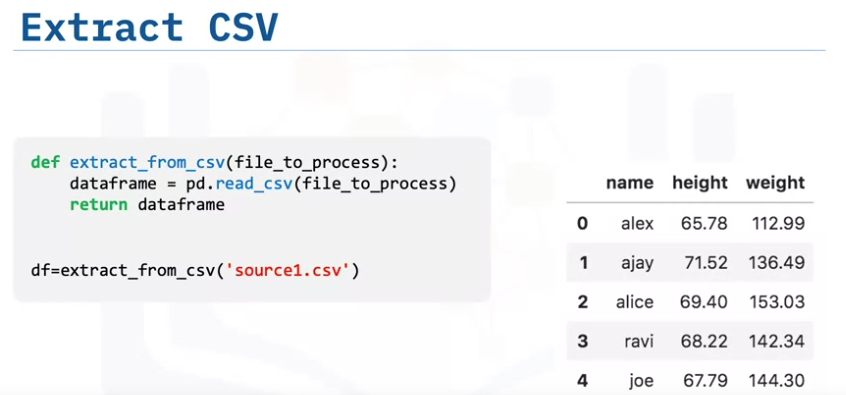 Extract CSV
def extract_from_csv(file_to_process):
    dataframe = pd.read_csv(file_to_process)
    return dataframe
df=extract_from_csv('source1.csv')
name height weight
0 alex 65.78 112.99
1 ajay 71.52 136.49
2 alice 69.40 153.03
3 ravi 68.22 142.34
4 joe 67.79 144.30